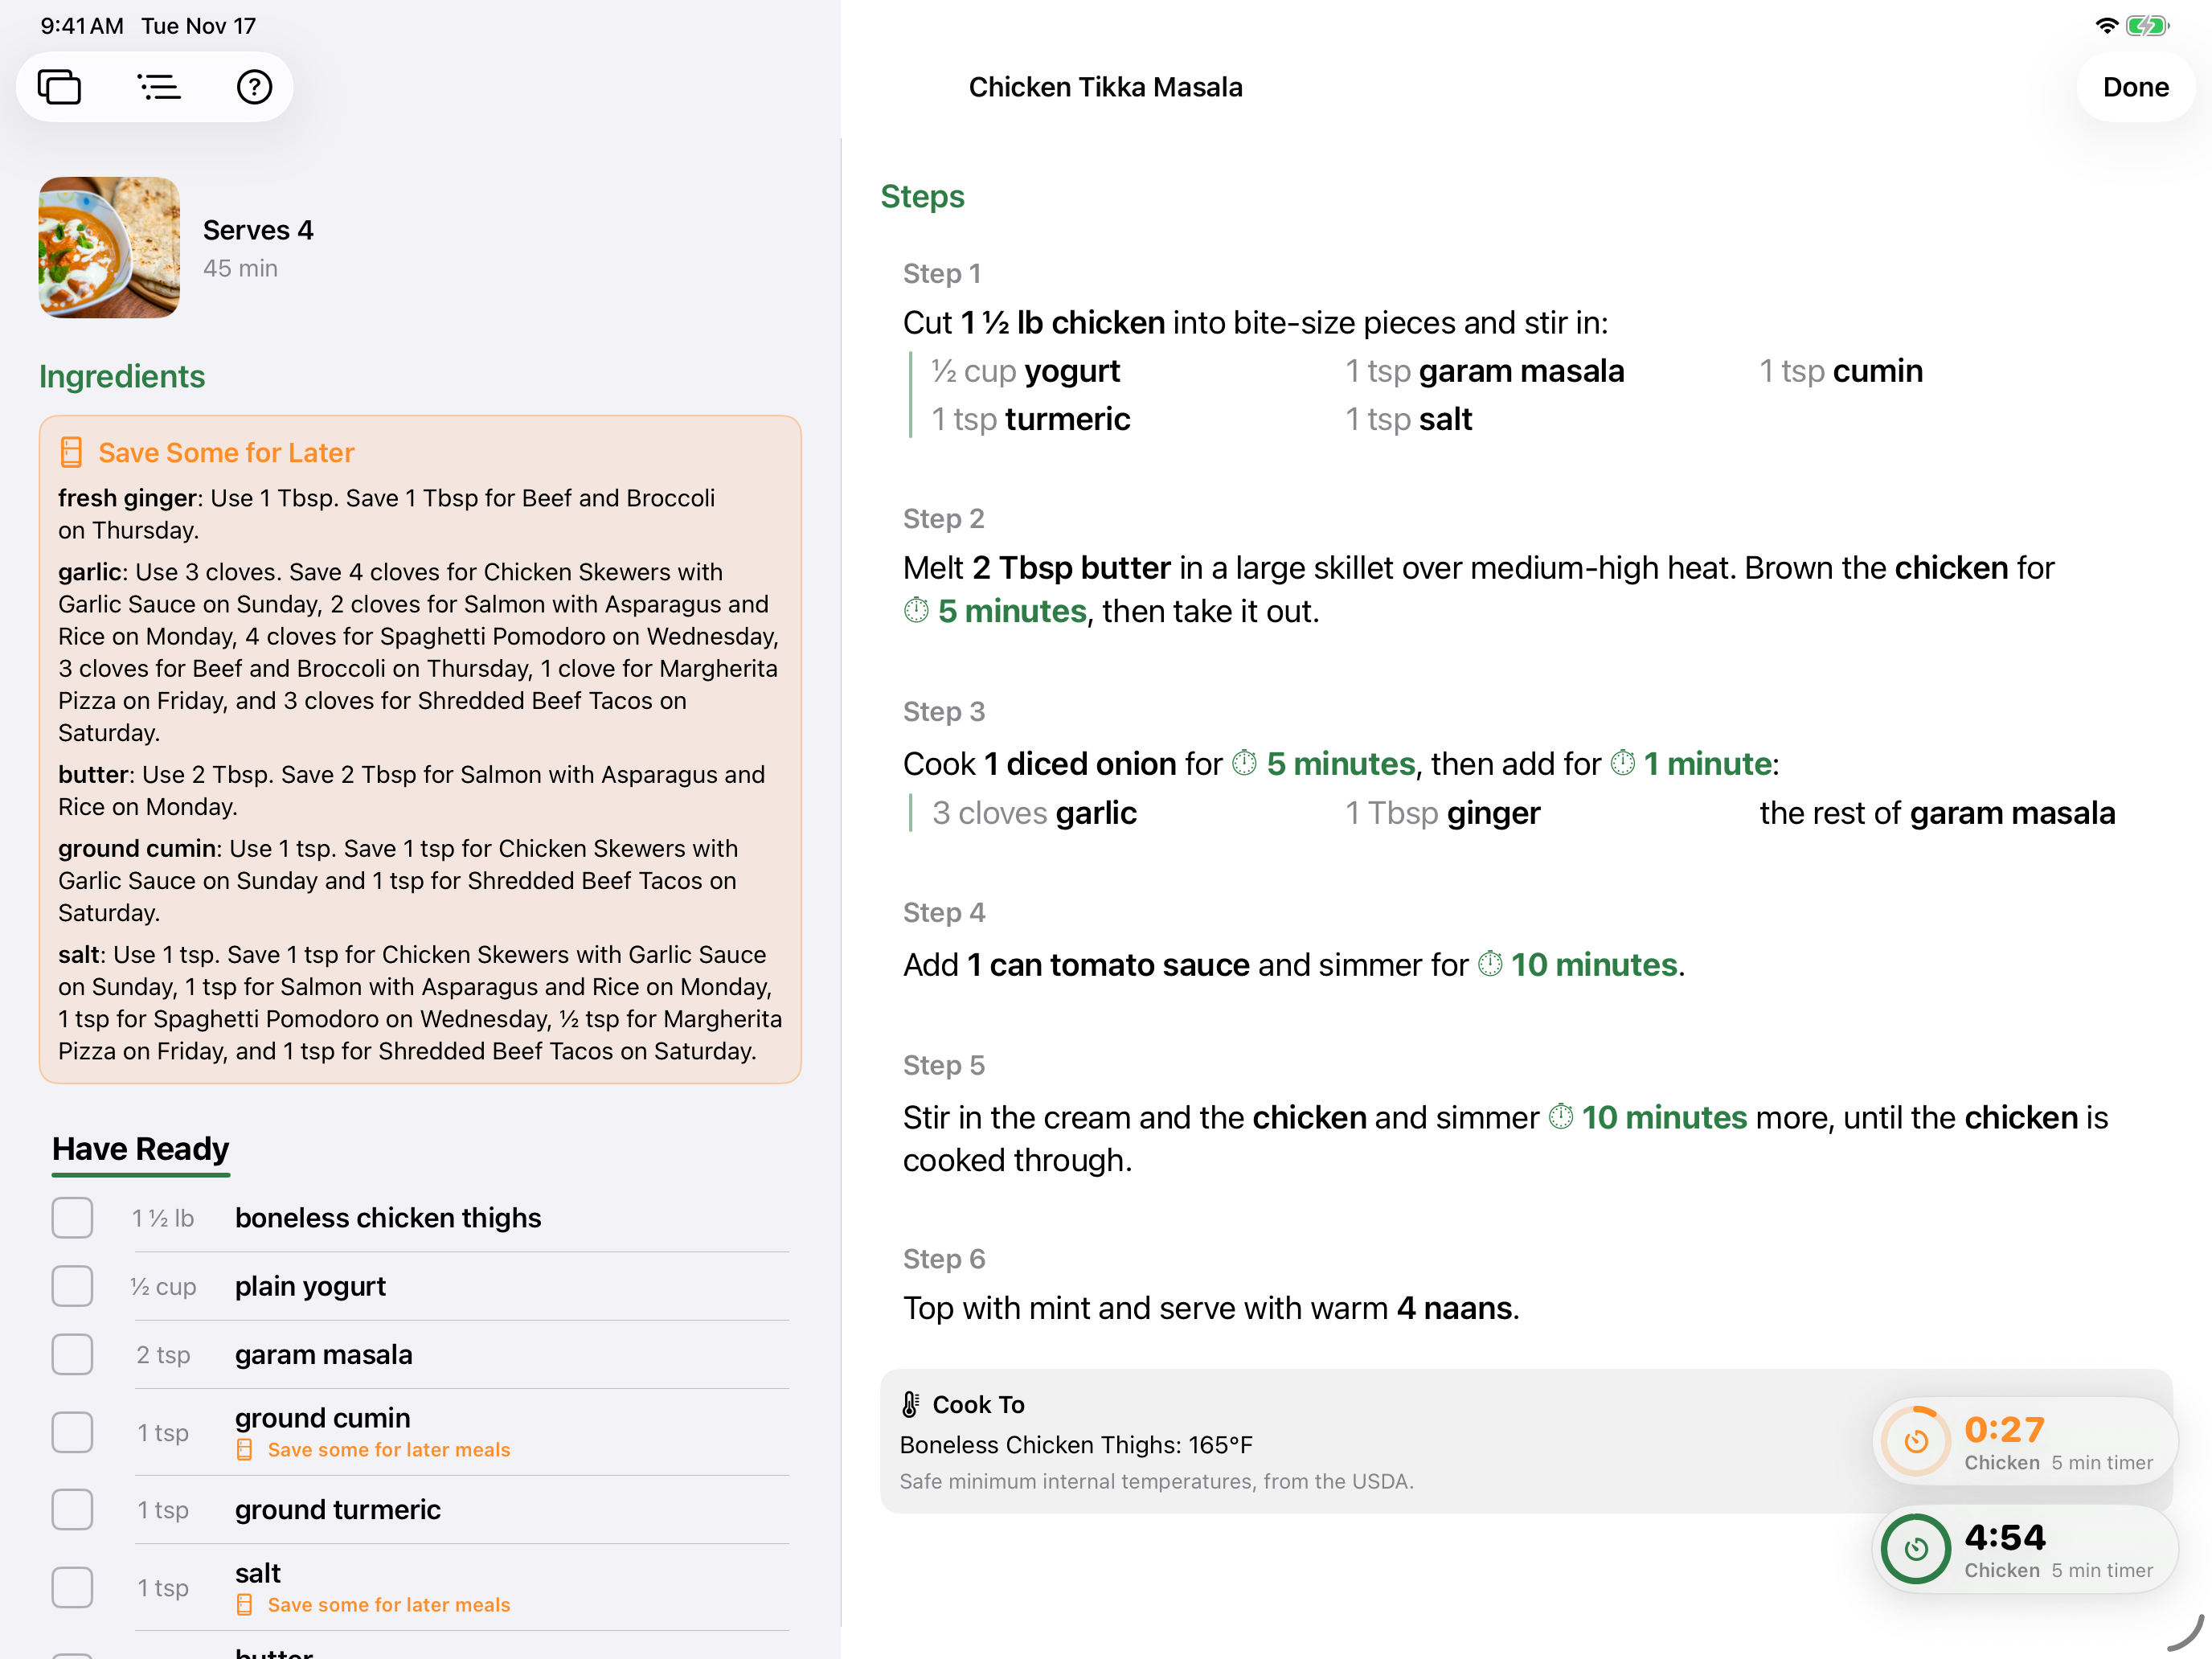 9:41 AM Tue Nov 17
Chicken Tikka Masala
Done
Serves 4
45 min
Ingredients
Save Some for Later
fresh ginger: Use 1 Tbsp. Save 1 Tbsp for Beef and Broccoli
on Thursday.
garlic: Use 3 cloves. Save 4 cloves for Chicken Skewers with
Garlic Sauce on Sunday, 2 cloves for Salmon with Asparagus and
Rice on Monday, 4 cloves for Spaghetti Pomodoro on Wednesday,
3 cloves for Beef and Broccoli on Thursday, 1 clove for Margherita
Pizza on Friday, and 3 cloves for Shredded Beef Tacos on
Saturday.
butter: Use 2 Tbsp. Save 2 Tbsp for Salmon with Asparagus and
Rice on Monday.
ground cumin: Use 1 tsp. Save 1 tsp for Chicken Skewers with
Garlic Sauce on Sunday and 1 tsp for Shredded Beef Tacos on
Saturday.
salt: Use 1 tsp. Save 1 tsp for Chicken Skewers with Garlic Sauce
on Sunday, 1 tsp for Salmon with Asparagus and Rice on Monday,
1 tsp for Spaghetti Pomodoro on Wednesday, ½ tsp for Margherita
Pizza on Friday, and 1 tsp for Shredded Beef Tacos on Saturday.
Have Ready
1 ½ lb boneless chicken thighs
½ cup plain yogurt
2 tsp garam masala
1 tsp ground cumin
Save some for later meals
1 tsp ground turmeric
1 tsp salt
Save some for later meals
butter
Steps
Step 1
Cut 1 ½ lb chicken into bite-size pieces and stir in:
½ cup yogurt 1 tsp garam masala 1 tsp cumin
1 tsp turmeric 1 tsp salt
Step 2
Melt 2 Tbsp butter in a large skillet over medium-high heat. Brown the chicken for
5 minutes, then take it out.
Step 3
Cook 1 diced onion for 5 minutes, then add for 1 minute:
3 cloves garlic 1 Tbsp ginger the rest of garam masala
Step 4
Add 1 can tomato sauce and simmer for 10 minutes.
Step 5
Stir in the cream and the chicken and simmer 10 minutes more, until the chicken is
cooked through.
Step 6
Top with mint and serve with warm 4 naans.
Cook To
Boneless Chicken Thighs: 165°F
Safe minimum internal temperatures, from the USDA.
0:27
Chicken 5 min timer
4:54
Chicken 5 min timer